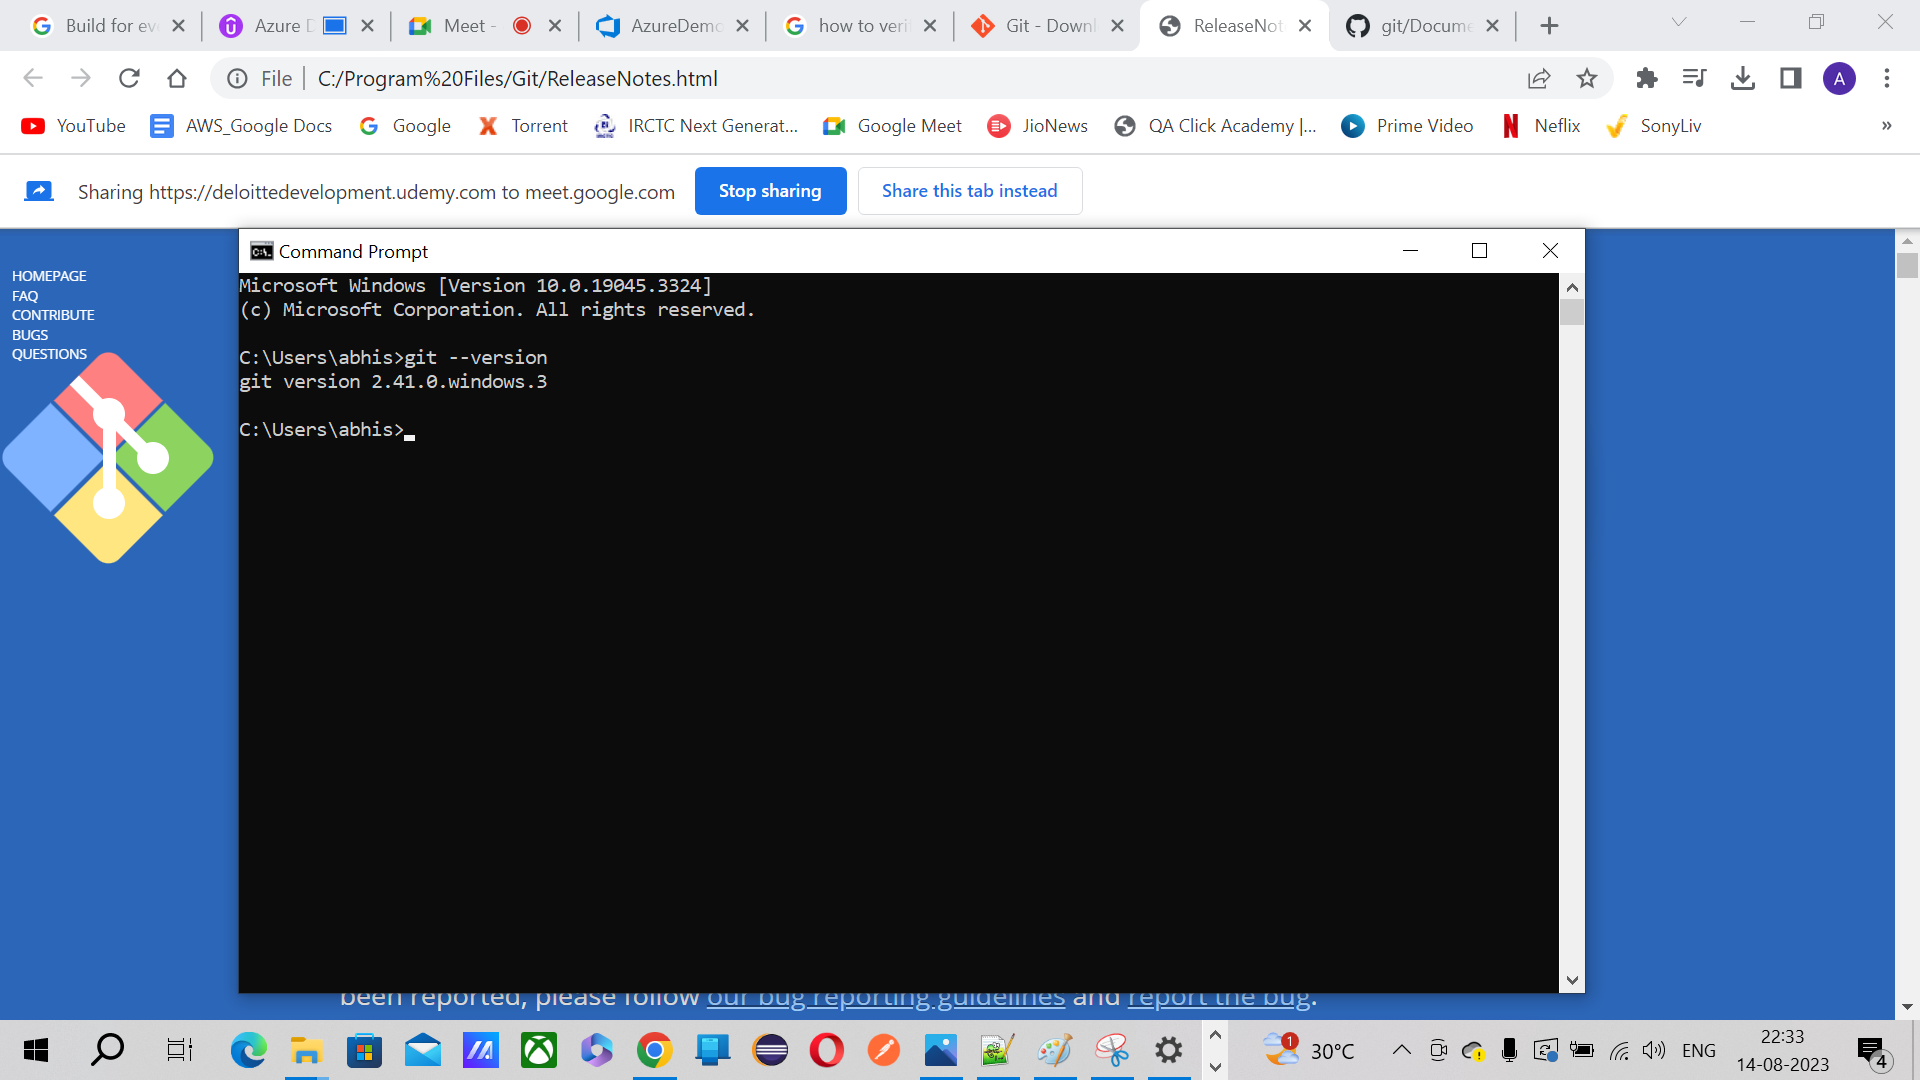 Build for eve
Azure D
Meet -
AzureDemo
how to verif
Git - Downl
ReleaseNot
git/Docume
File
C:/Program%20Files/Git/ReleaseNotes.html
A
YouTube
AWS_Google Docs
Google
Torrent
IRCTC Next Generat...
Google Meet
JioNews
QA Click Academy |...
Prime Video
Neflix
SonyLiv
»
Sharing https://deloittedevelopment.udemy.com to meet.google.com
Stop sharing
Share this tab instead
HOMEPAGE
FAQ
CONTRIBUTE
BUGS
QUESTIONS
Command Prompt
Microsoft Windows [Version 10.0.19045.3324]
(c) Microsoft Corporation. All rights reserved.
C:\Users\abhis>git --version
git version 2.41.0.windows.3
C:\Users\abhis>
been reported, please follow our bug reporting guidelines and report the bug.
1
30°C
ENG
22:33
14-08-2023
4